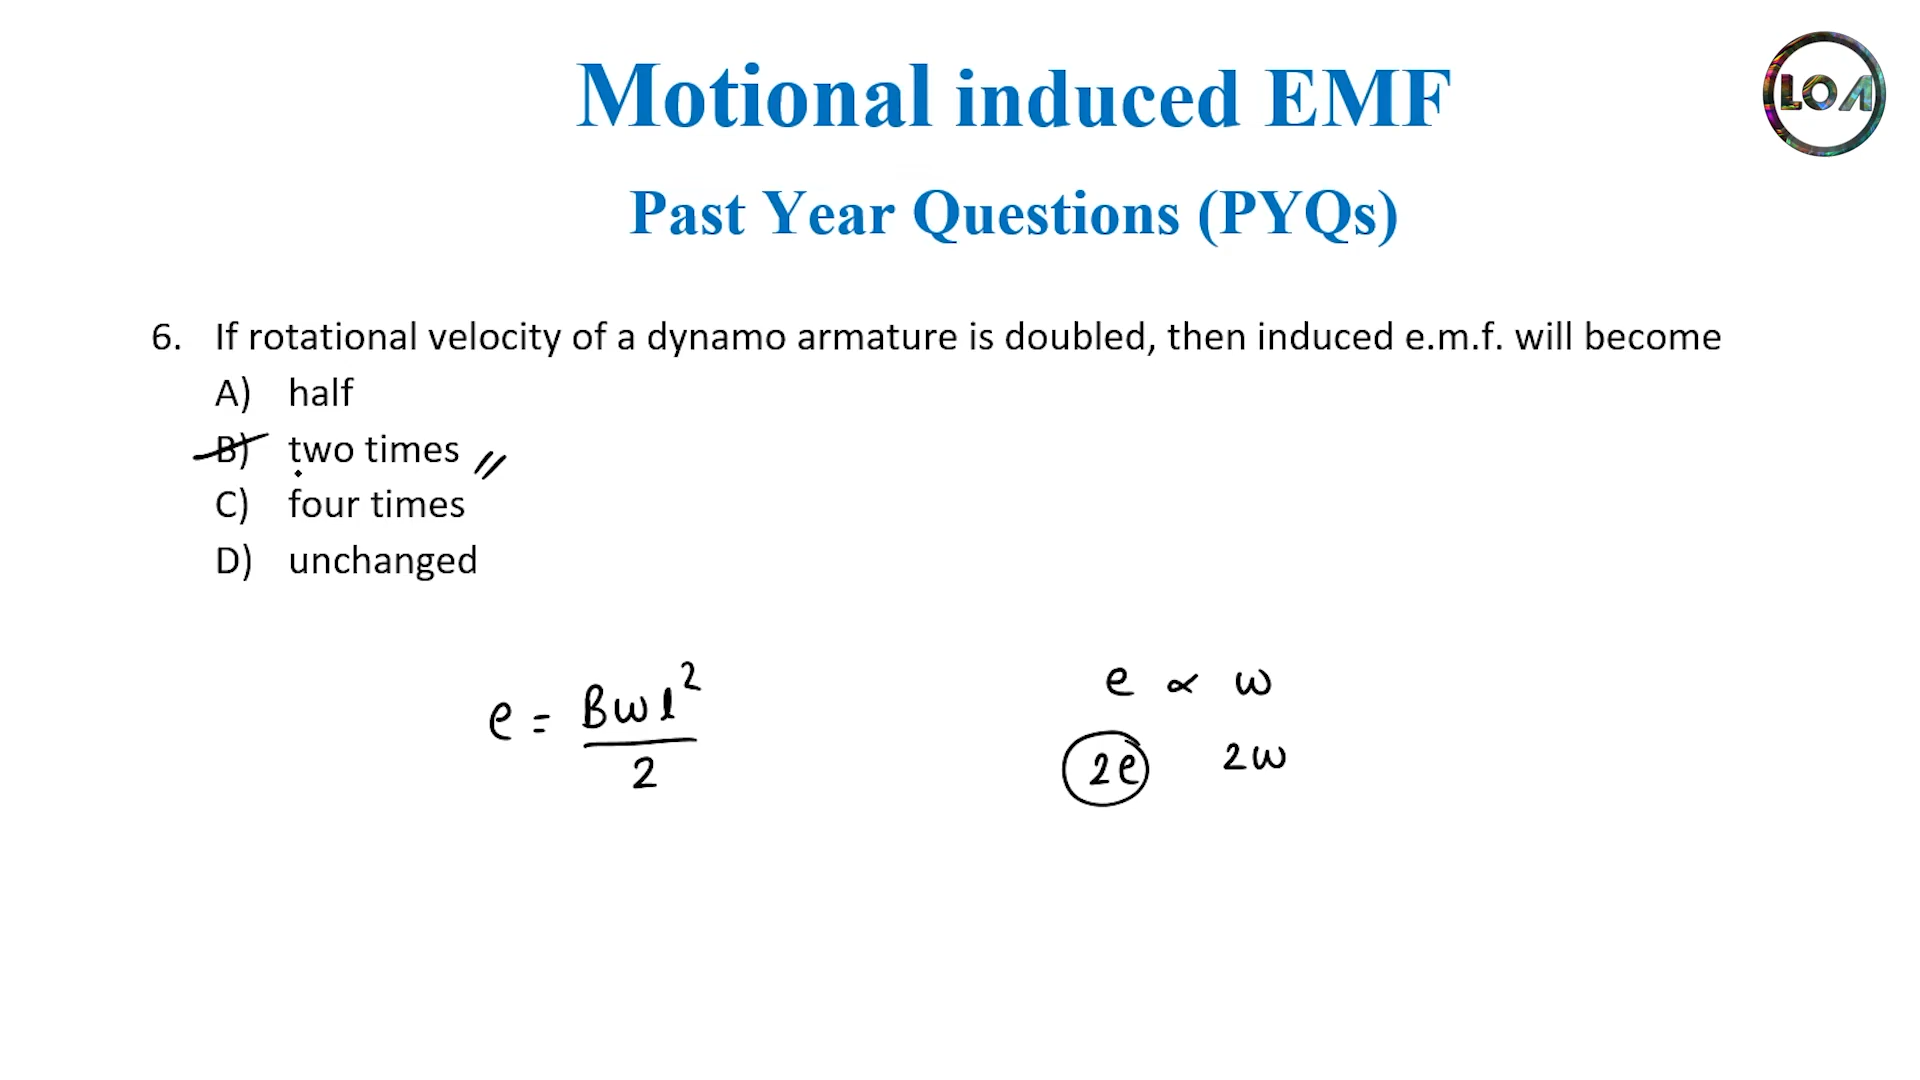 LOA
Motional induced EMF
Past Year Questions (PYQs)
6. If rotational velocity of a dynamo armature is doubled, then induced e.m.f. will become
A) half
B) two times
C) four times
D) unchanged
e = Bωl²/2
e ∝ ω
2e 2ω